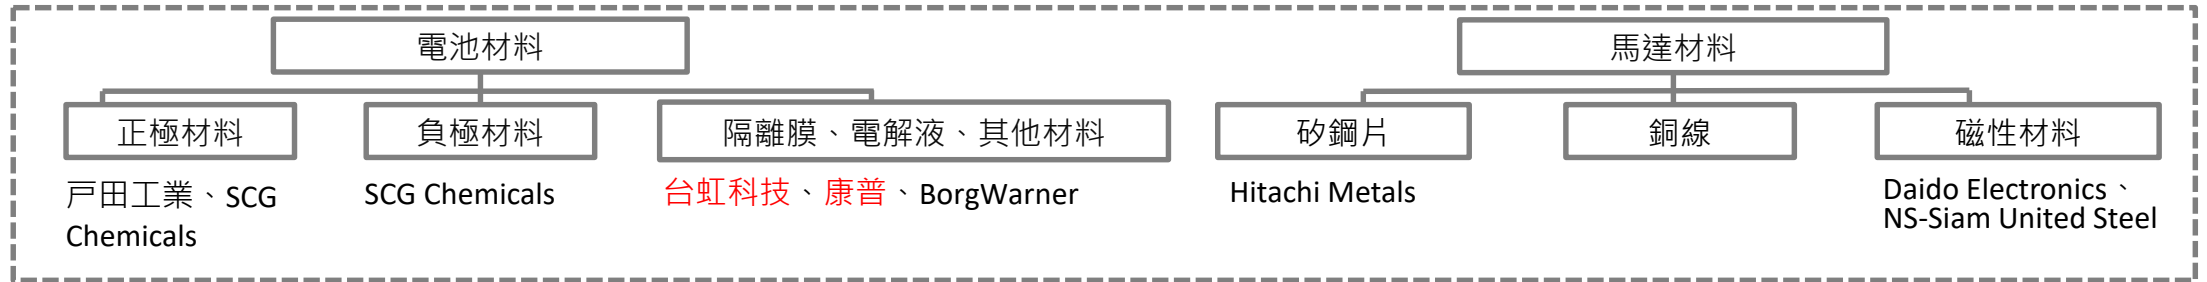 電池材料
馬達材料
正極材料
負極材料
隔離膜、電解液、其他材料
矽鋼片
銅線
磁性材料
戸田工業、SCG
Chemicals
SCG Chemicals
台虹科技、康普、BorgWarner
Hitachi Metals
Daido Electronics、
NS-Siam United Steel